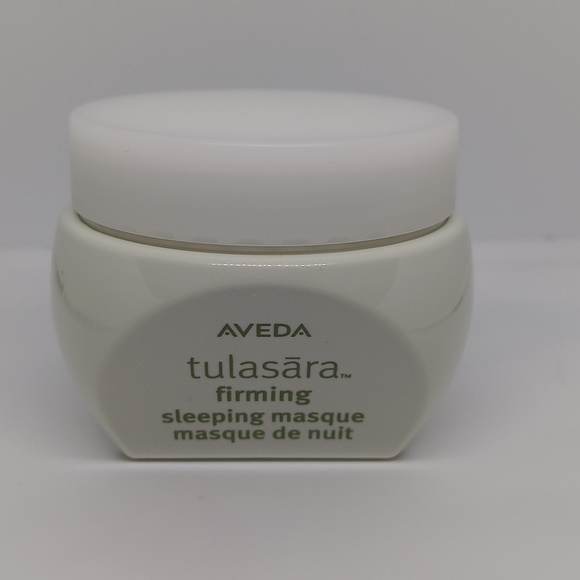 AVEDA
tulasāra™
firming
sleeping masque
masque de nuit